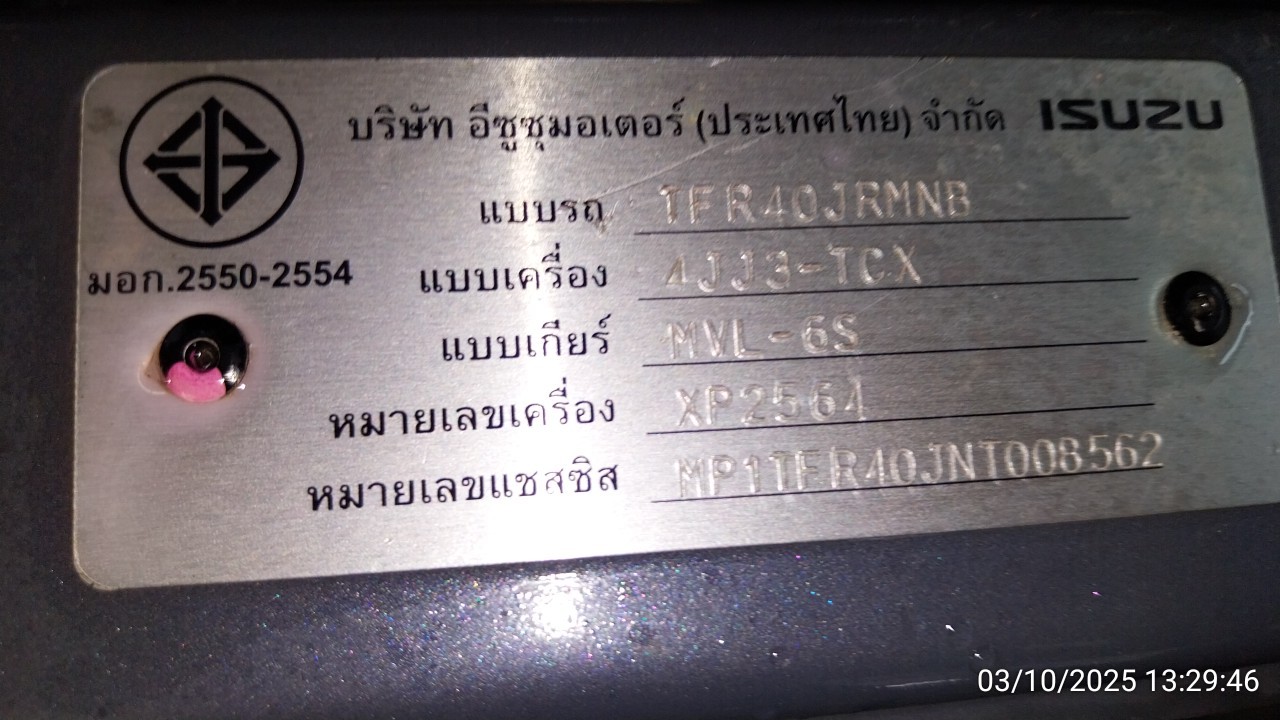 บริษัท อีซูซุมอเตอร์ (ประเทศไทย) จำกัด ISUZU
แบบรถ TFR40JRMNB
มอก.2550-2554
แบบเครื่อง 4JJ3-TCX
แบบเกียร์ MVL-6S
หมายเลขเครื่อง XP2564
หมายเลขแชสซิส MP1TFR40JNT008562
03/10/2025 13:29:46